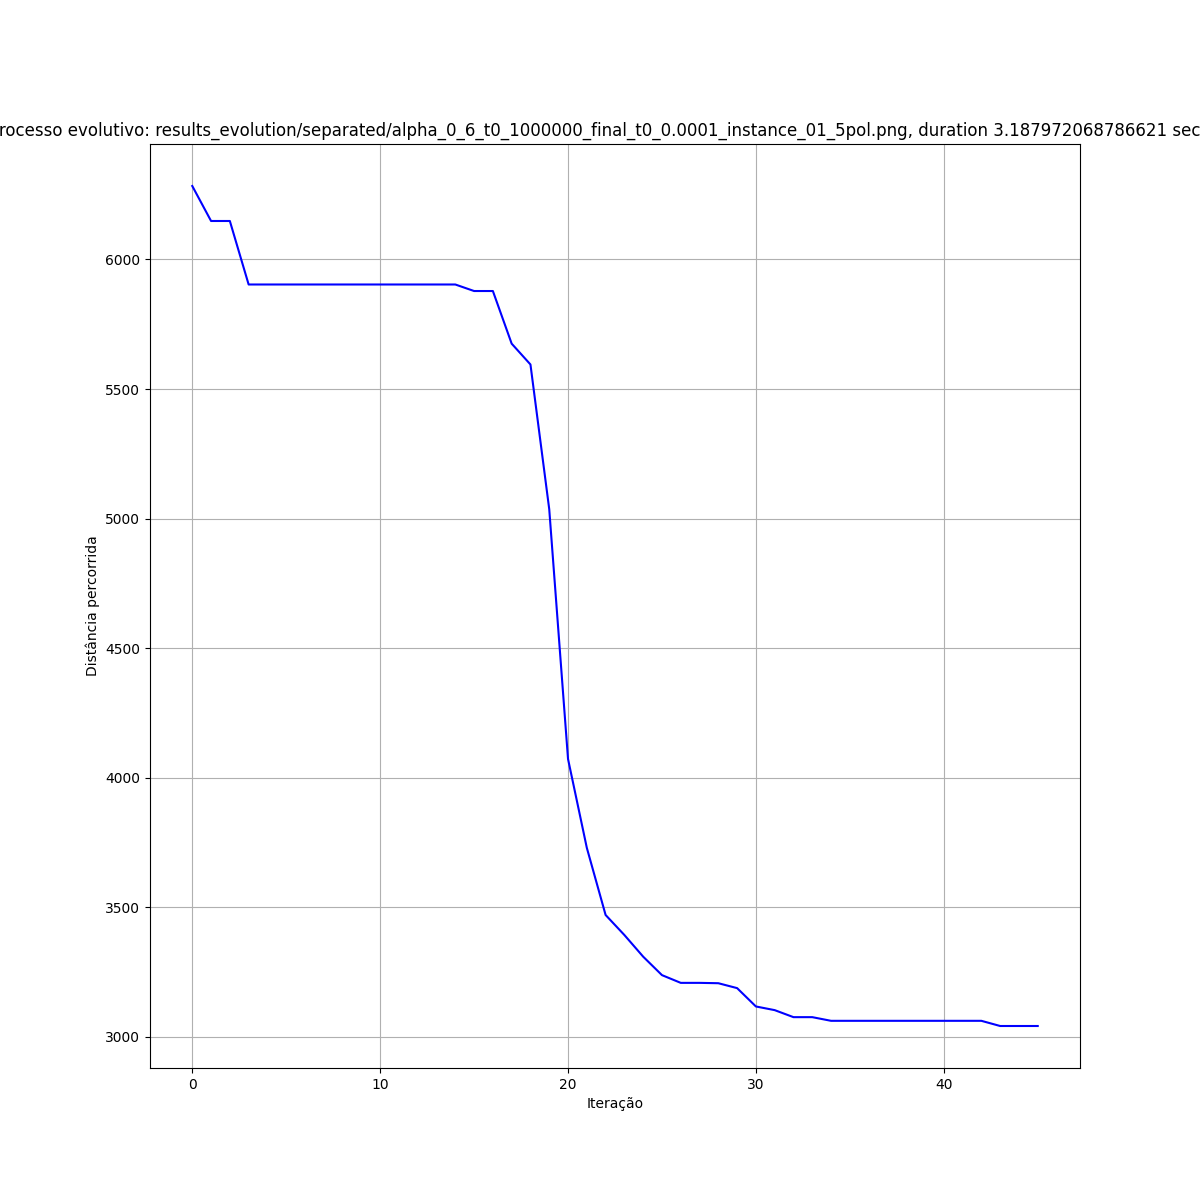 rocesso evolutivo: results_evolution/separated/alpha_0_6_t0_1000000_final_t0_0.0001_instance_01_5pol.png, duration 3.187972068786621 sec
6000
5500
5000
4500
4000
3500
3000
Distância percorrida
0 10 20 30 40
Iteração